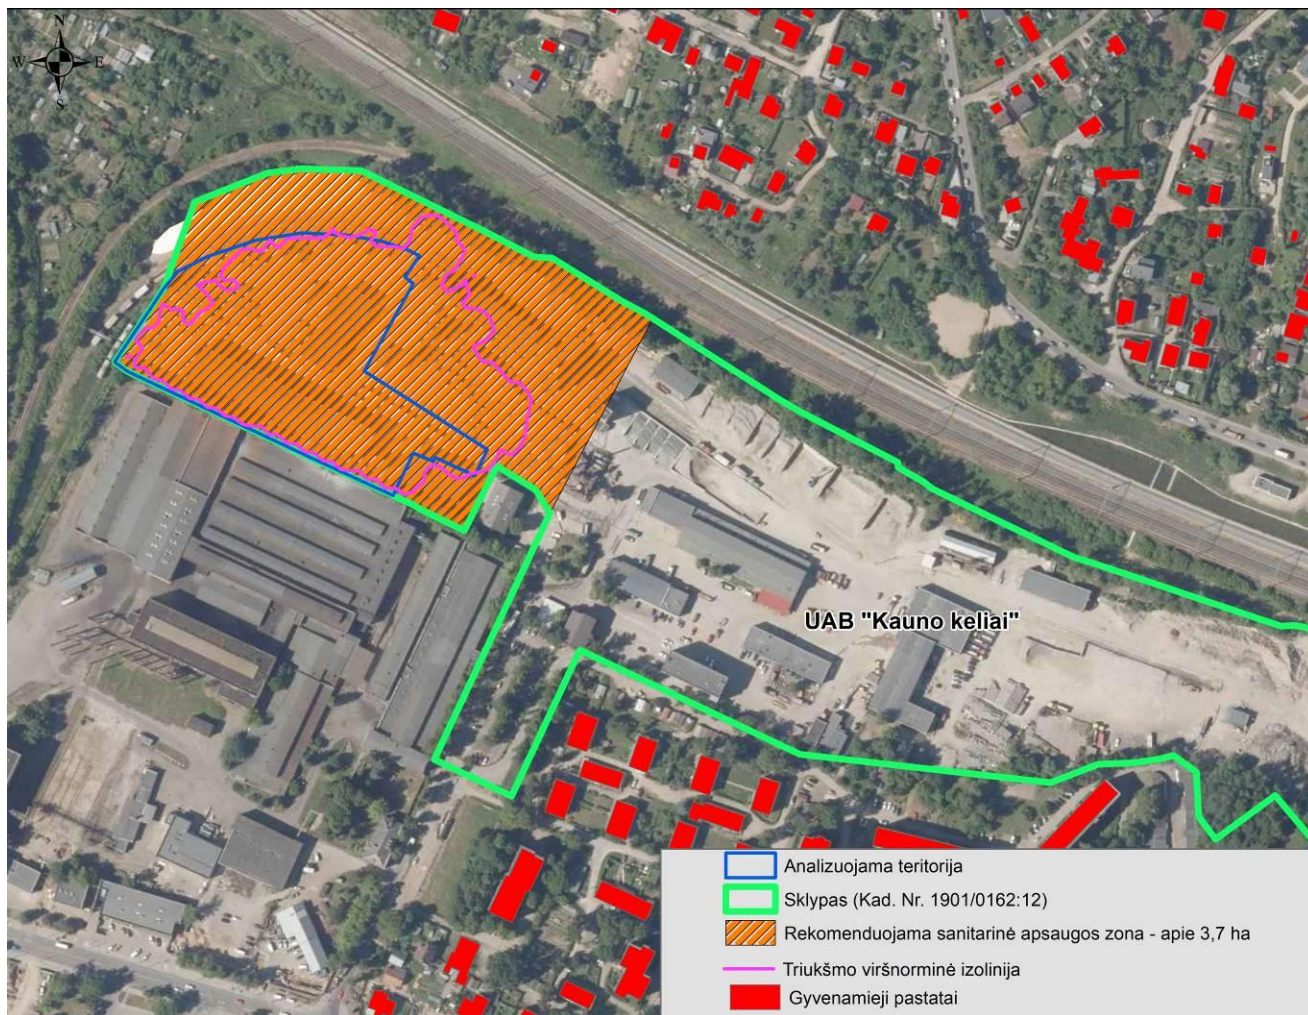 N
W E
S
UAB "Kauno keliai"
Analizuojama teritorija
Sklypas (Kad. Nr. 1901/0162:12)
Rekomenduojama sanitarinė apsaugos zona - apie 3,7 ha
Triukšmo viršnorminė izolinija
Gyvenamieji pastatai